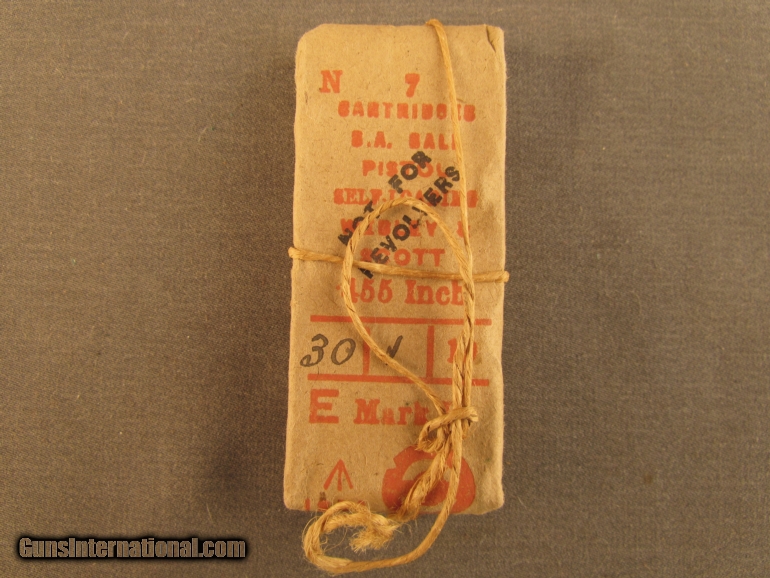 N 7
CARTRIDGES
S.A. BALL
PISTOL
SELF-LOADING
WEBLEY &
SCOTT
.455 Inch
NOT FOR
REVOLVERS
30
E Mark
GunsInternational.com